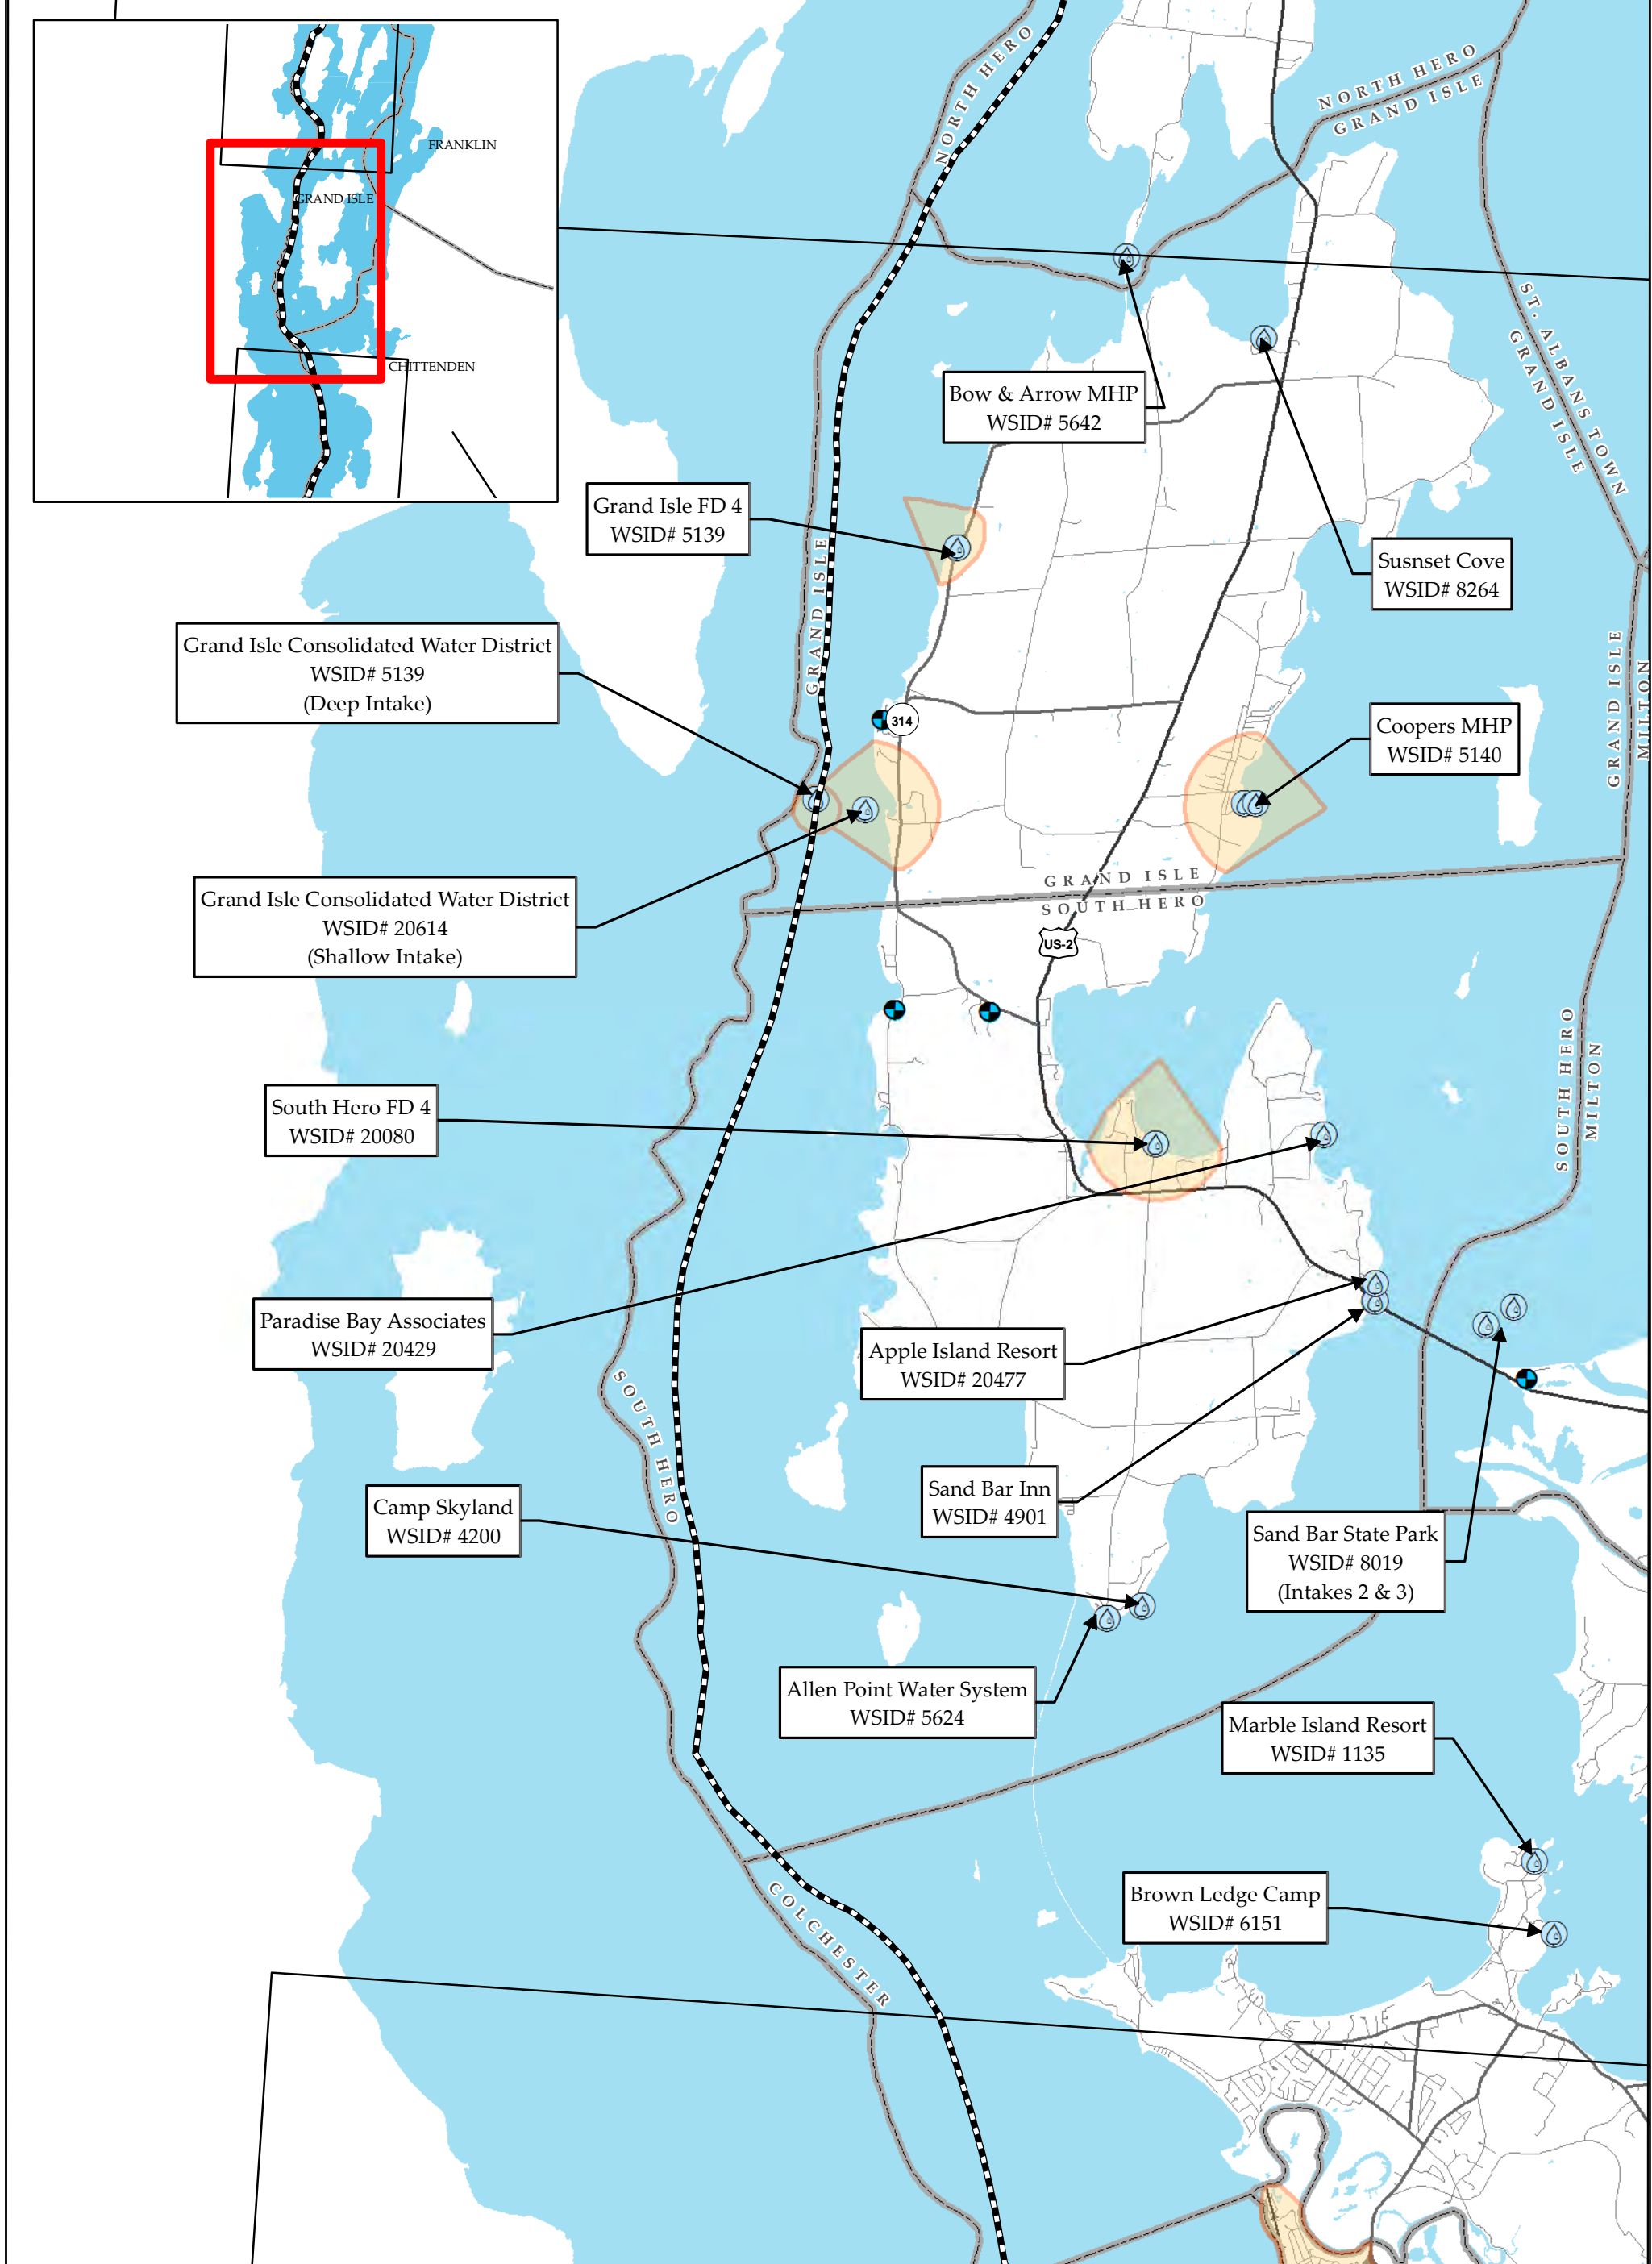 FRANKLIN
GRAND ISLE
CHITTENDEN
NORTH HERO
NORTH HERO
GRAND ISLE
ST. ALBANS TOWN
GRAND ISLE
Bow & Arrow MHP
WSID# 5642
Grand Isle FD 4
WSID# 5139
Susnset Cove
WSID# 8264
GRAND ISLE
Grand Isle Consolidated Water District
WSID# 5139
(Deep Intake)
GRAND ISLE
MILTON
314
Coopers MHP
WSID# 5140
Grand Isle Consolidated Water District
WSID# 20614
(Shallow Intake)
GRAND ISLE
SOUTH HERO
US-2
South Hero FD 4
WSID# 20080
SOUTH HERO
MILTON
Paradise Bay Associates
WSID# 20429
Apple Island Resort
WSID# 20477
SOUTH HERO
Camp Skyland
WSID# 4200
Sand Bar Inn
WSID# 4901
Sand Bar State Park
WSID# 8019
(Intakes 2 & 3)
Allen Point Water System
WSID# 5624
Marble Island Resort
WSID# 1135
Brown Ledge Camp
WSID# 6151
COLCHESTER